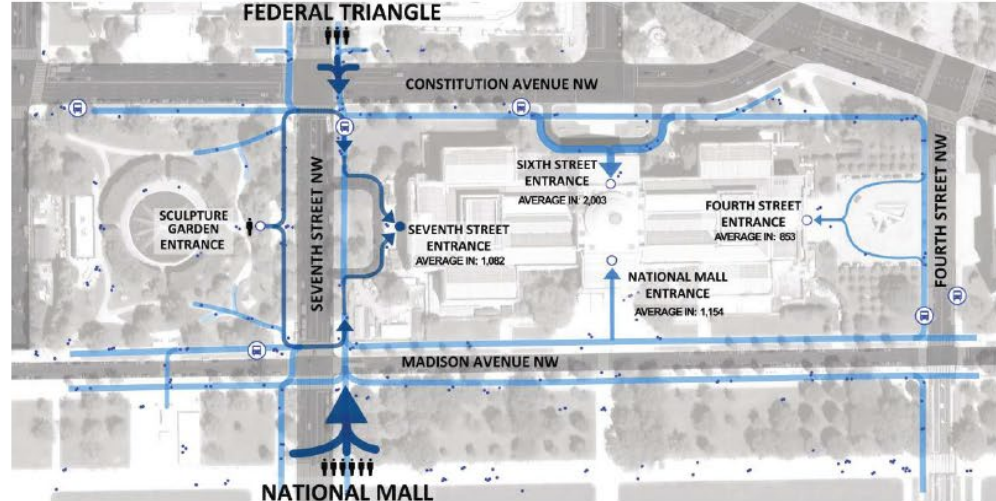 FEDERAL TRIANGLE
CONSTITUTION AVENUE NW
SIXTH STREET
ENTRANCE
AVERAGE IN: 2,003
SCULPTURE
GARDEN
ENTRANCE
SEVENTH STREET NW
SEVENTH STREET
ENTRANCE
AVERAGE IN: 1,082
FOURTH STREET
ENTRANCE
AVERAGE IN: 853
FOURTH STREET NW
NATIONAL MALL
ENTRANCE
AVERAGE IN: 1,154
MADISON AVENUE NW
NATIONAL MALL